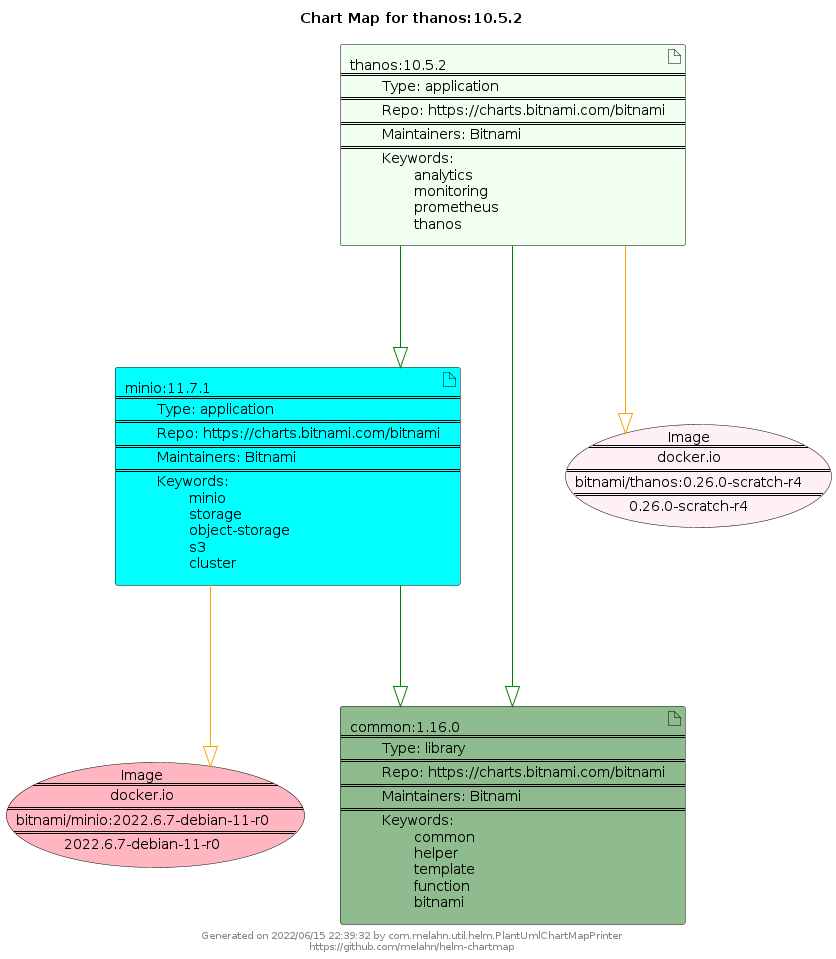 Chart Map for thanos:10.5.2
thanos:10.5.2
Type: application
Repo: https://charts.bitnami.com/bitnami
Maintainers: Bitnami
Keywords:
analytics
monitoring
prometheus
thanos
minio:11.7.1
Type: application
Repo: https://charts.bitnami.com/bitnami
Maintainers: Bitnami
Keywords:
minio
storage
object-storage
s3
cluster
Image
docker.io
bitnami/thanos:0.26.0-scratch-r4
0.26.0-scratch-r4
Image
docker.io
bitnami/minio:2022.6.7-debian-11-r0
2022.6.7-debian-11-r0
common:1.16.0
Type: library
Repo: https://charts.bitnami.com/bitnami
Maintainers: Bitnami
Keywords:
common
helper
template
function
bitnami
Generated on 2022/06/15 22:39:32 by com.melahn.util.helm.PlantUmlChartMapPrinter
https://github.com/melahn/helm-chartmap